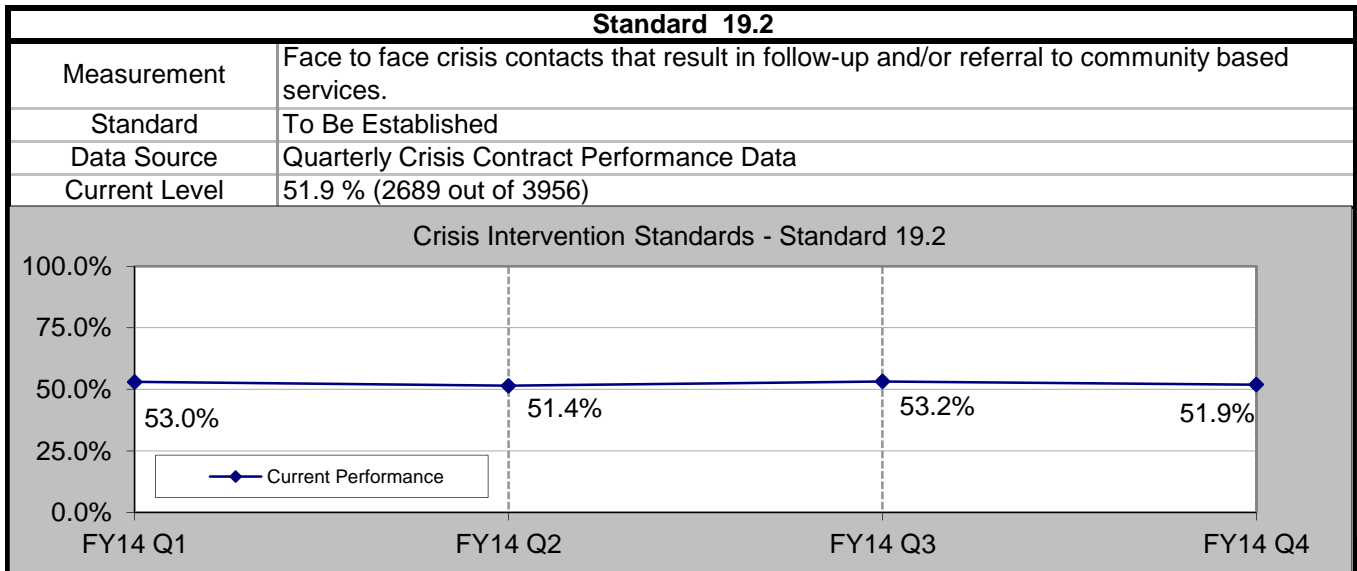 Standard 19.2
Measurement
Face to face crisis contacts that result in follow-up and/or referral to community based
services.
Standard
To Be Established
Data Source
Quarterly Crisis Contract Performance Data
Current Level
51.9 % (2689 out of 3956)
Crisis Intervention Standards - Standard 19.2
100.0%
75.0%
50.0%
25.0%
0.0%
53.0%
51.4%
53.2%
51.9%
Current Performance
FY14 Q1
FY14 Q2
FY14 Q3
FY14 Q4